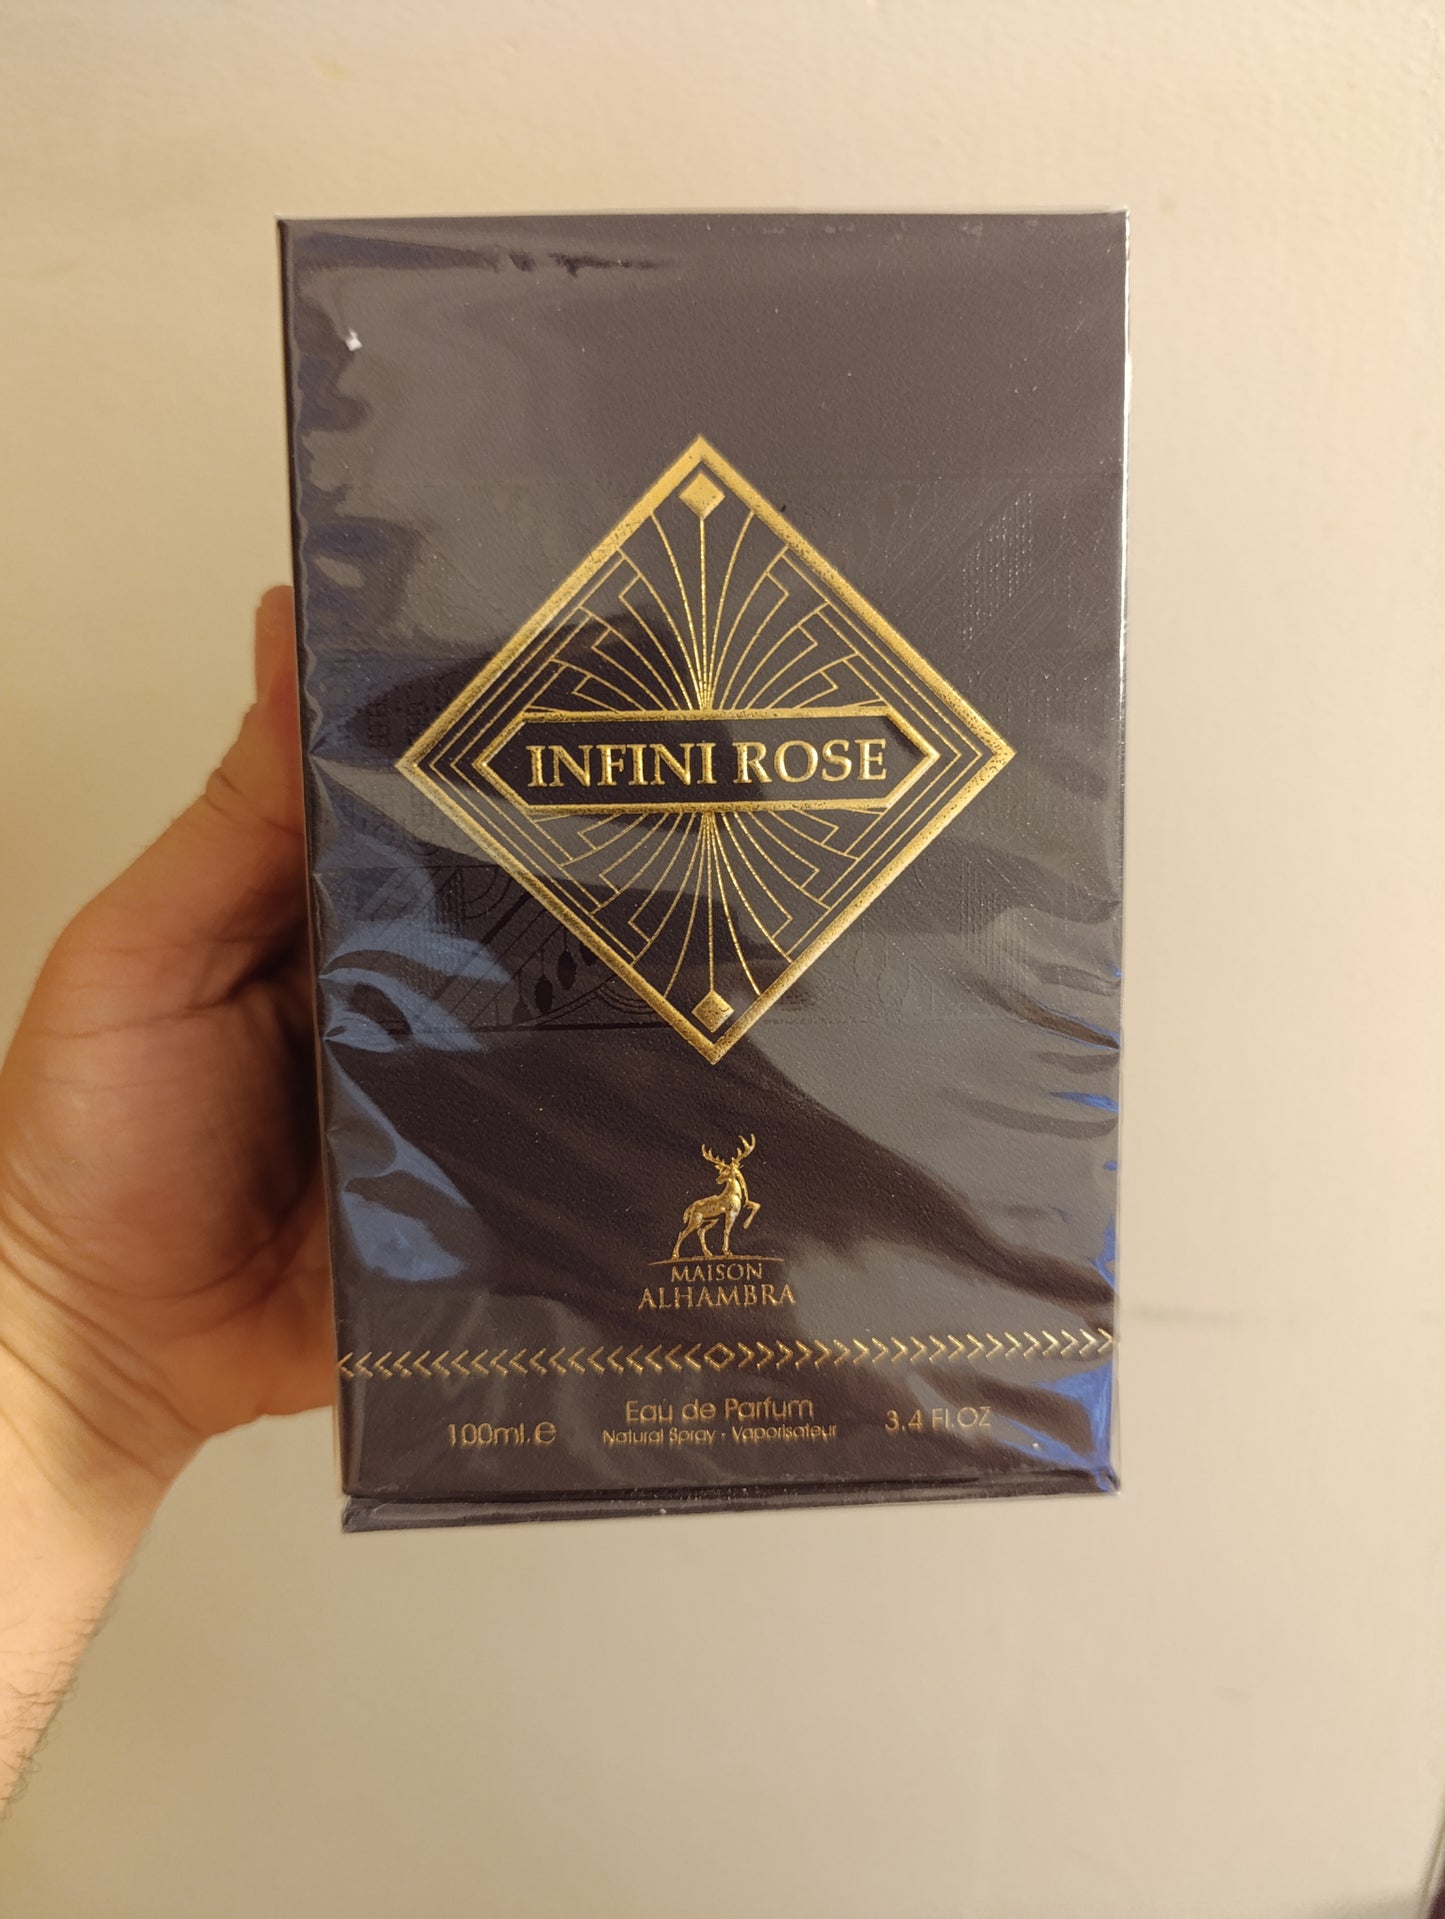 INFINI ROSE
MAISON
ALHAMBRA
100ml.e
Eau de Parfum
Natural Spray - Vaporisateur
3.4 FL.OZ